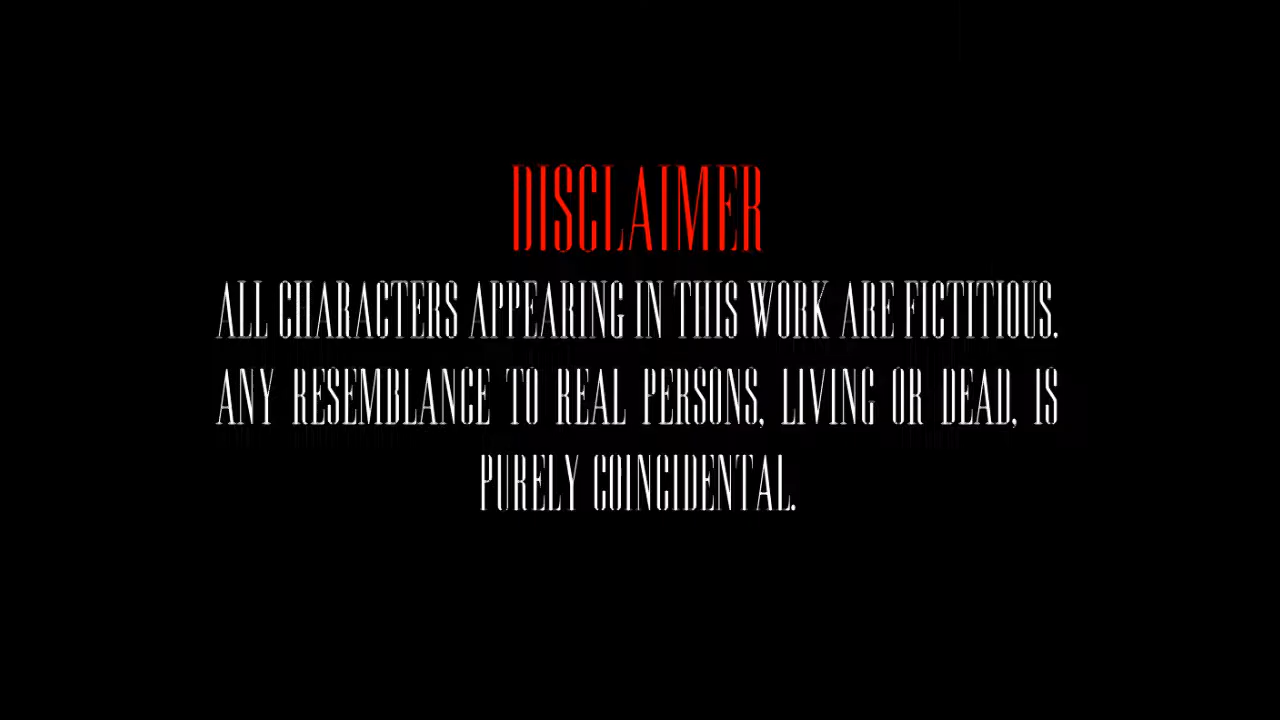 DISCLAIMER
ALL CHARACTERS APPEARING IN THIS WORK ARE FICTITIOUS.
ANY RESEMBLANCE TO REAL PERSONS, LIVING OR DEAD, IS
PURELY COINCIDENTAL.